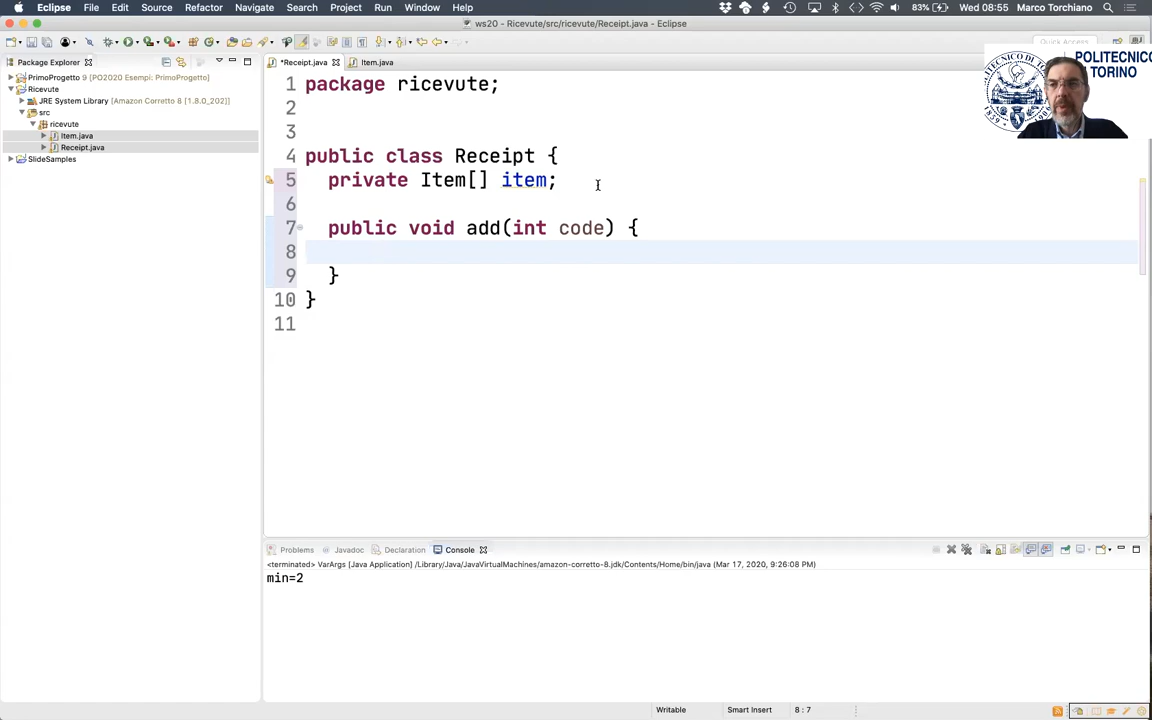 Eclipse File Edit Source Refactor Navigate Search Project Run Window Help 83% Wed 08:55 Marco Torchiano
ws20 - Ricevute/src/ricevute/Receipt.java - Eclipse
Quick Access
Package Explorer
PrimoProgetto 9 [PO2020 Esempi: PrimoProgetto]
Ricevute
JRE System Library [Amazon Corretto 8 [1.8.0_202]]
src
ricevute
Item.java
Receipt.java
SlideSamples
*Receipt.java Item.java
1 package ricevute;
2
3
4 public class Receipt {
5 private Item[] item;
6
7 public void add(int code) {
8
9 }
10 }
11
POLITECNICO
DI TORINO
Problems Javadoc Declaration Console
<terminated> VarArgs [Java Application] /Library/Java/JavaVirtualMachines/amazon-corretto-8.jdk/Contents/Home/bin/java (Mar 17, 2020, 9:26:08 PM)
min=2
Writable Smart Insert 8 : 7